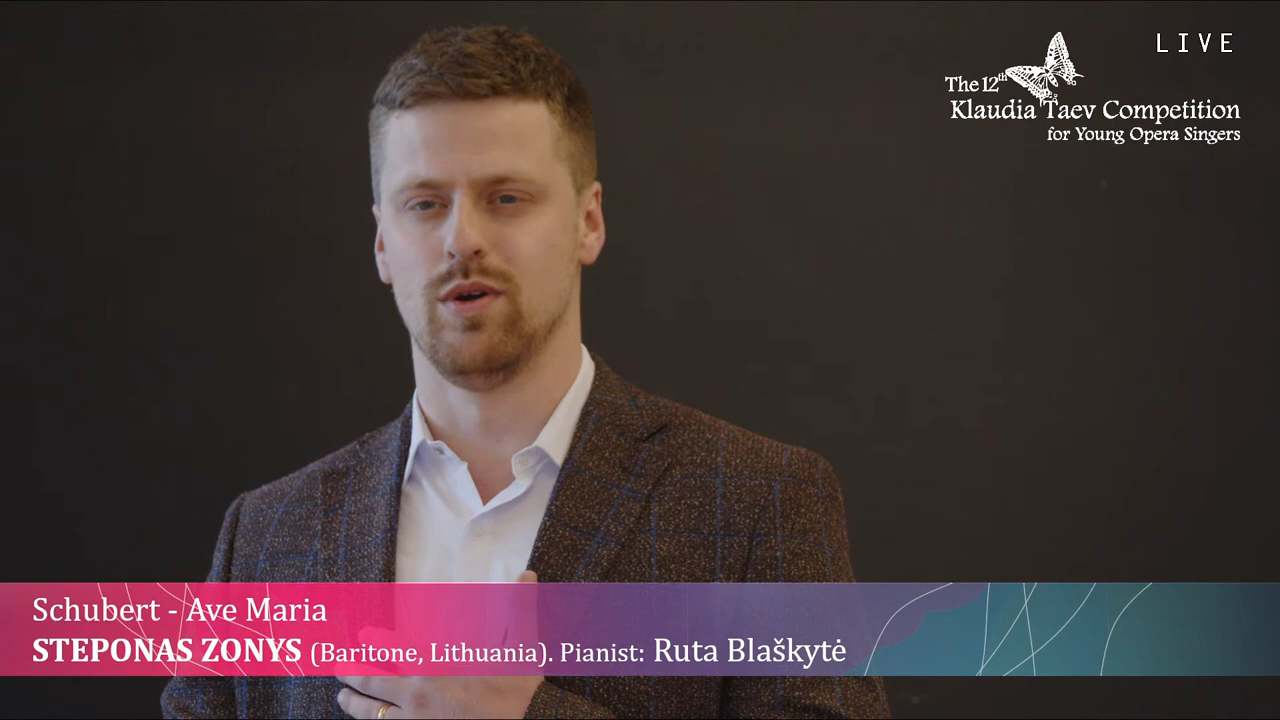 LIVE
The 12th
Klaudia Taev Competition
for Young Opera Singers
Schubert - Ave Maria
STEPONAS ZONYS (Baritone, Lithuania). Pianist: Ruta Blaškytė